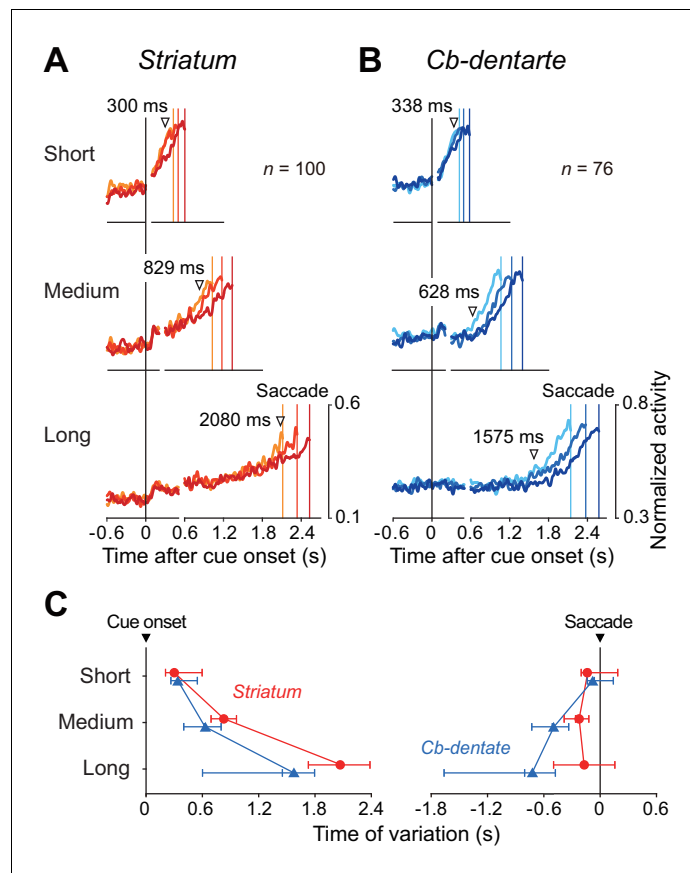 A
Striatum
B
Cb-dentarte
300 ms
338 ms
Short
n = 100
n = 76
829 ms
Medium
628 ms
Saccade
0.6
Saccade
0.8
2080 ms
Long
1575 ms
Normalized activity
0.1
0.3
-0.6 0 0.6 1.2 1.8 2.4
-0.6 0 0.6 1.2 1.8 2.4
Time after cue onset (s)
Time after cue onset (s)
C
Cue onset
Saccade
Short
Striatum
Medium
Cb-dentate
Long
0 0.6 1.2 1.8 2.4
-1.8 -1.2 -0.6 0 0.6
Time of variation (s)